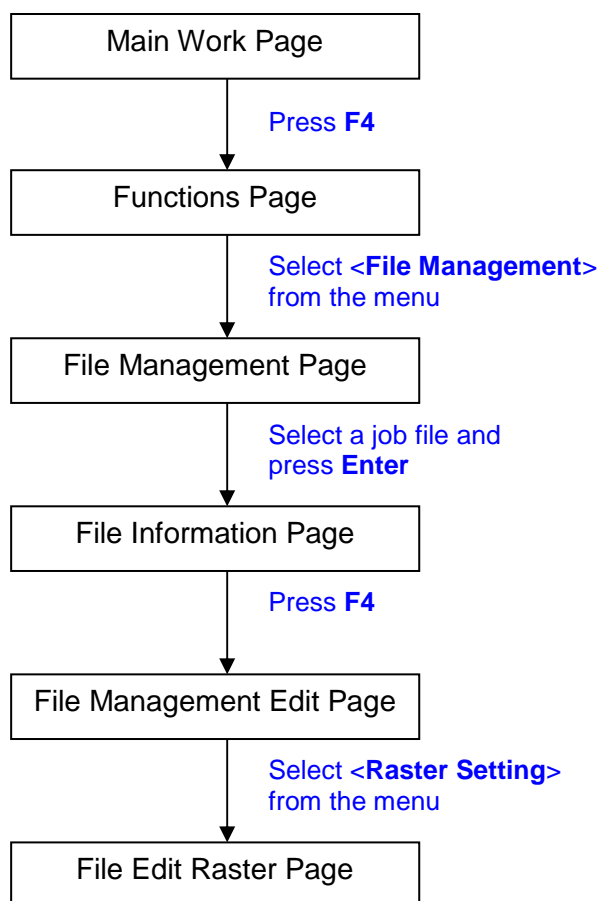 Main Work Page
Press F4
Functions Page
Select <File Management>
from the menu
File Management Page
Select a job file and
press Enter
File Information Page
Press F4
File Management Edit Page
Select <Raster Setting>
from the menu
File Edit Raster Page